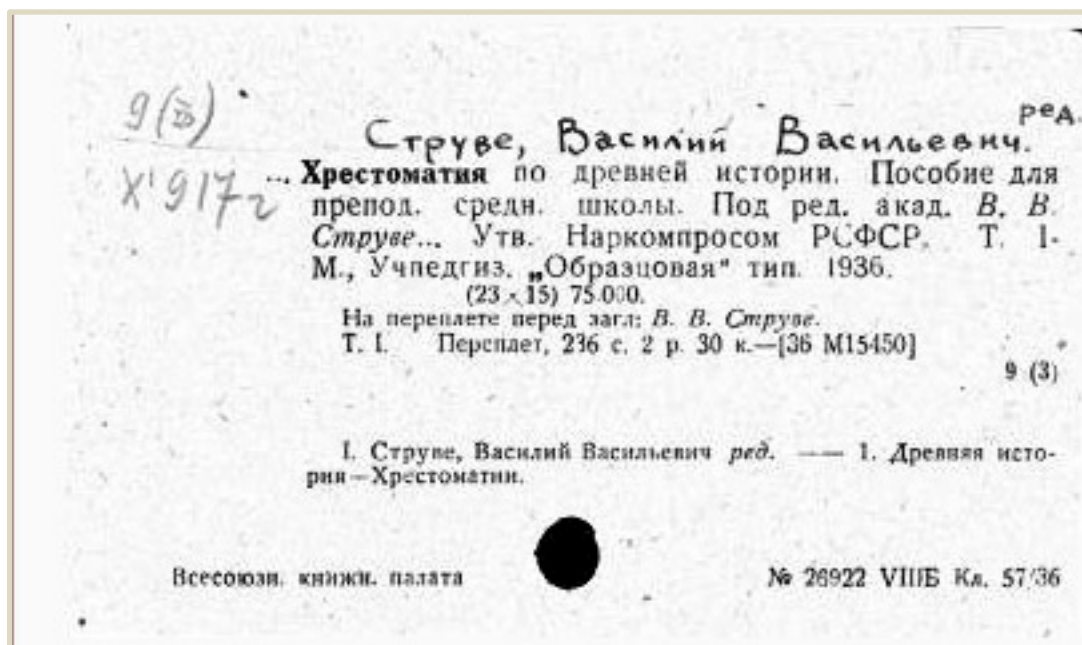 9(3)
Х 917г
Струве, Василий Васильевич. ред.
... Хрестоматия по древней истории. Пособие для
препод. средн. школы. Под ред. акад. В. В.
Струве... Утв. Наркомпросом РСФСР. Т. 1-
М., Учпедгиз. „Образцовая" тип. 1936.
(23×15) 75.000.
На переплете перед загл: В. В. Струве.
Т. I. Переплет, 236 с. 2 р. 30 к.—[36 М15450]
9 (3)
I. Струве, Василий Васильевич ред. —— 1. Древняя исто-
рия—Хрестоматии.
Всесоюзн. книжн. палата
№ 26922 VIIIБ Кл. 57/36